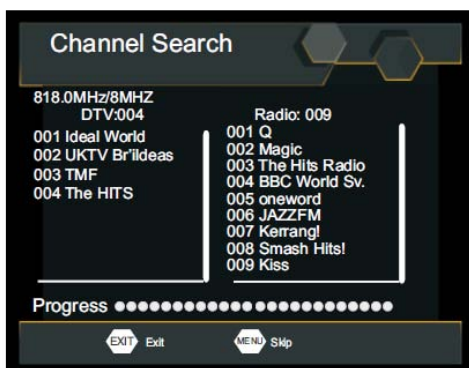 Channel Search
818.0MHz/8MHZ
DTV:004
001 Ideal World
002 UKTV Br'ildeas
003 TMF
004 The HITS
Radio: 009
001 Q
002 Magic
003 The Hits Radio
004 BBC World Sv.
005 oneword
006 JAZZFM
007 Kerrang!
008 Smash Hits!
009 Kiss
Progress
EXIT Exit
MENU Skip